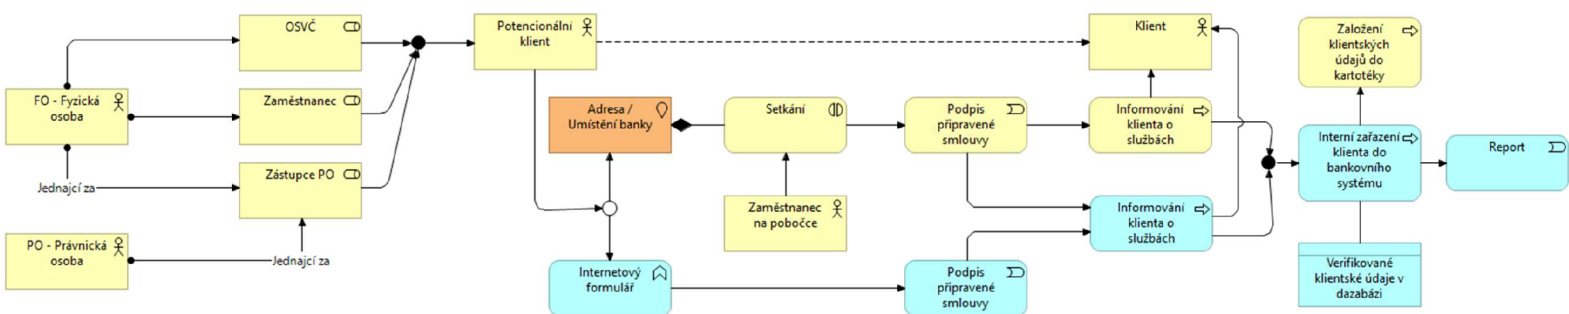 OSVČ
Potencionální
klient
Klient
Založení
klientských
údajů do
kartotéky
FO - Fyzická
osoba
Zaměstnanec
Adresa /
Umístění banky
Setkání
Podpis
připravené
smlouvy
Informování
klienta o
službách
Interní zařazení
klienta do
bankovního
systému
Report
Jednajcí za
Zástupce PO
Zaměstnanec
na pobočce
Informování
klienta o
službách
PO - Právnická
osoba
Jednajcí za
Internetový
formulář
Podpis
připravené
smlouvy
Verifikované
klientské údaje v
dazabázi